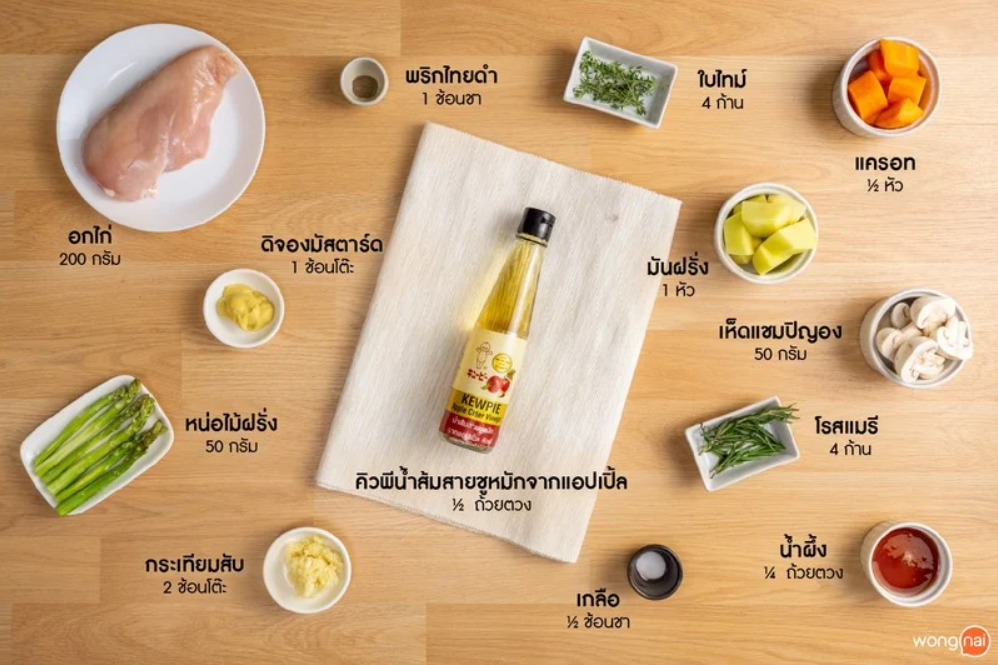 พริกไทยดำ
1 ช้อนชา
ใบไทม์
4 ก้าน
แครอท
½ หัว
อกไก่
200 กรัม
ดิจองมัสตาร์ด
1 ช้อนโต๊ะ
มันฝรั่ง
1 หัว
เห็ดแชมปิญอง
50 กรัม
キユーピー
KEWPIE
Apple Cider Vinegar
หน่อไม้ฝรั่ง
50 กรัม
โรสแมรี
4 ก้าน
คิวพีน้ำส้มสายชูหมักจากแอปเปิ้ล
½ ถ้วยตวง
กระเทียมสับ
2 ช้อนโต๊ะ
เกลือ
½ ช้อนชา
น้ำผึ้ง
¼ ถ้วยตวง
wongnai